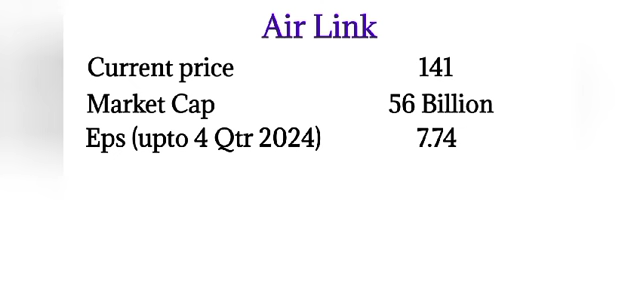 Air Link
Current price 141
Market Cap 56 Billion
Eps (upto 4 Qtr 2024) 7.74